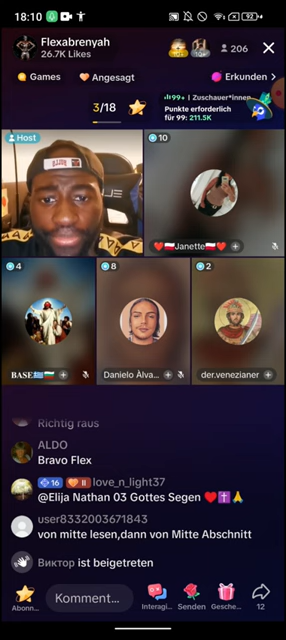 18:10
92
Flexabrenyah
26.7K Likes
206
Games
Angesagt
Erkunden >
3/18
99+ | Zuschauer*innen
Punkte erforderlich
für 99: 211.5K
Host
10
❤️🇵🇱Janette🇵🇱❤️
4
8
2
BASE🇬🇷🇧🇬
Danielo Àlva...
der.venezianer
Richtig raus
ALDO
Bravo Flex
16 II love_n_light37
@Elija Nathan 03 Gottes Segen ❤️✝️🙏
user8332003671843
von mitte lesen,dann von Mitte Abschnitt
Виктор ist beigetreten
Abonn...
Komment...
Interagi...
Senden
Gesche...
12